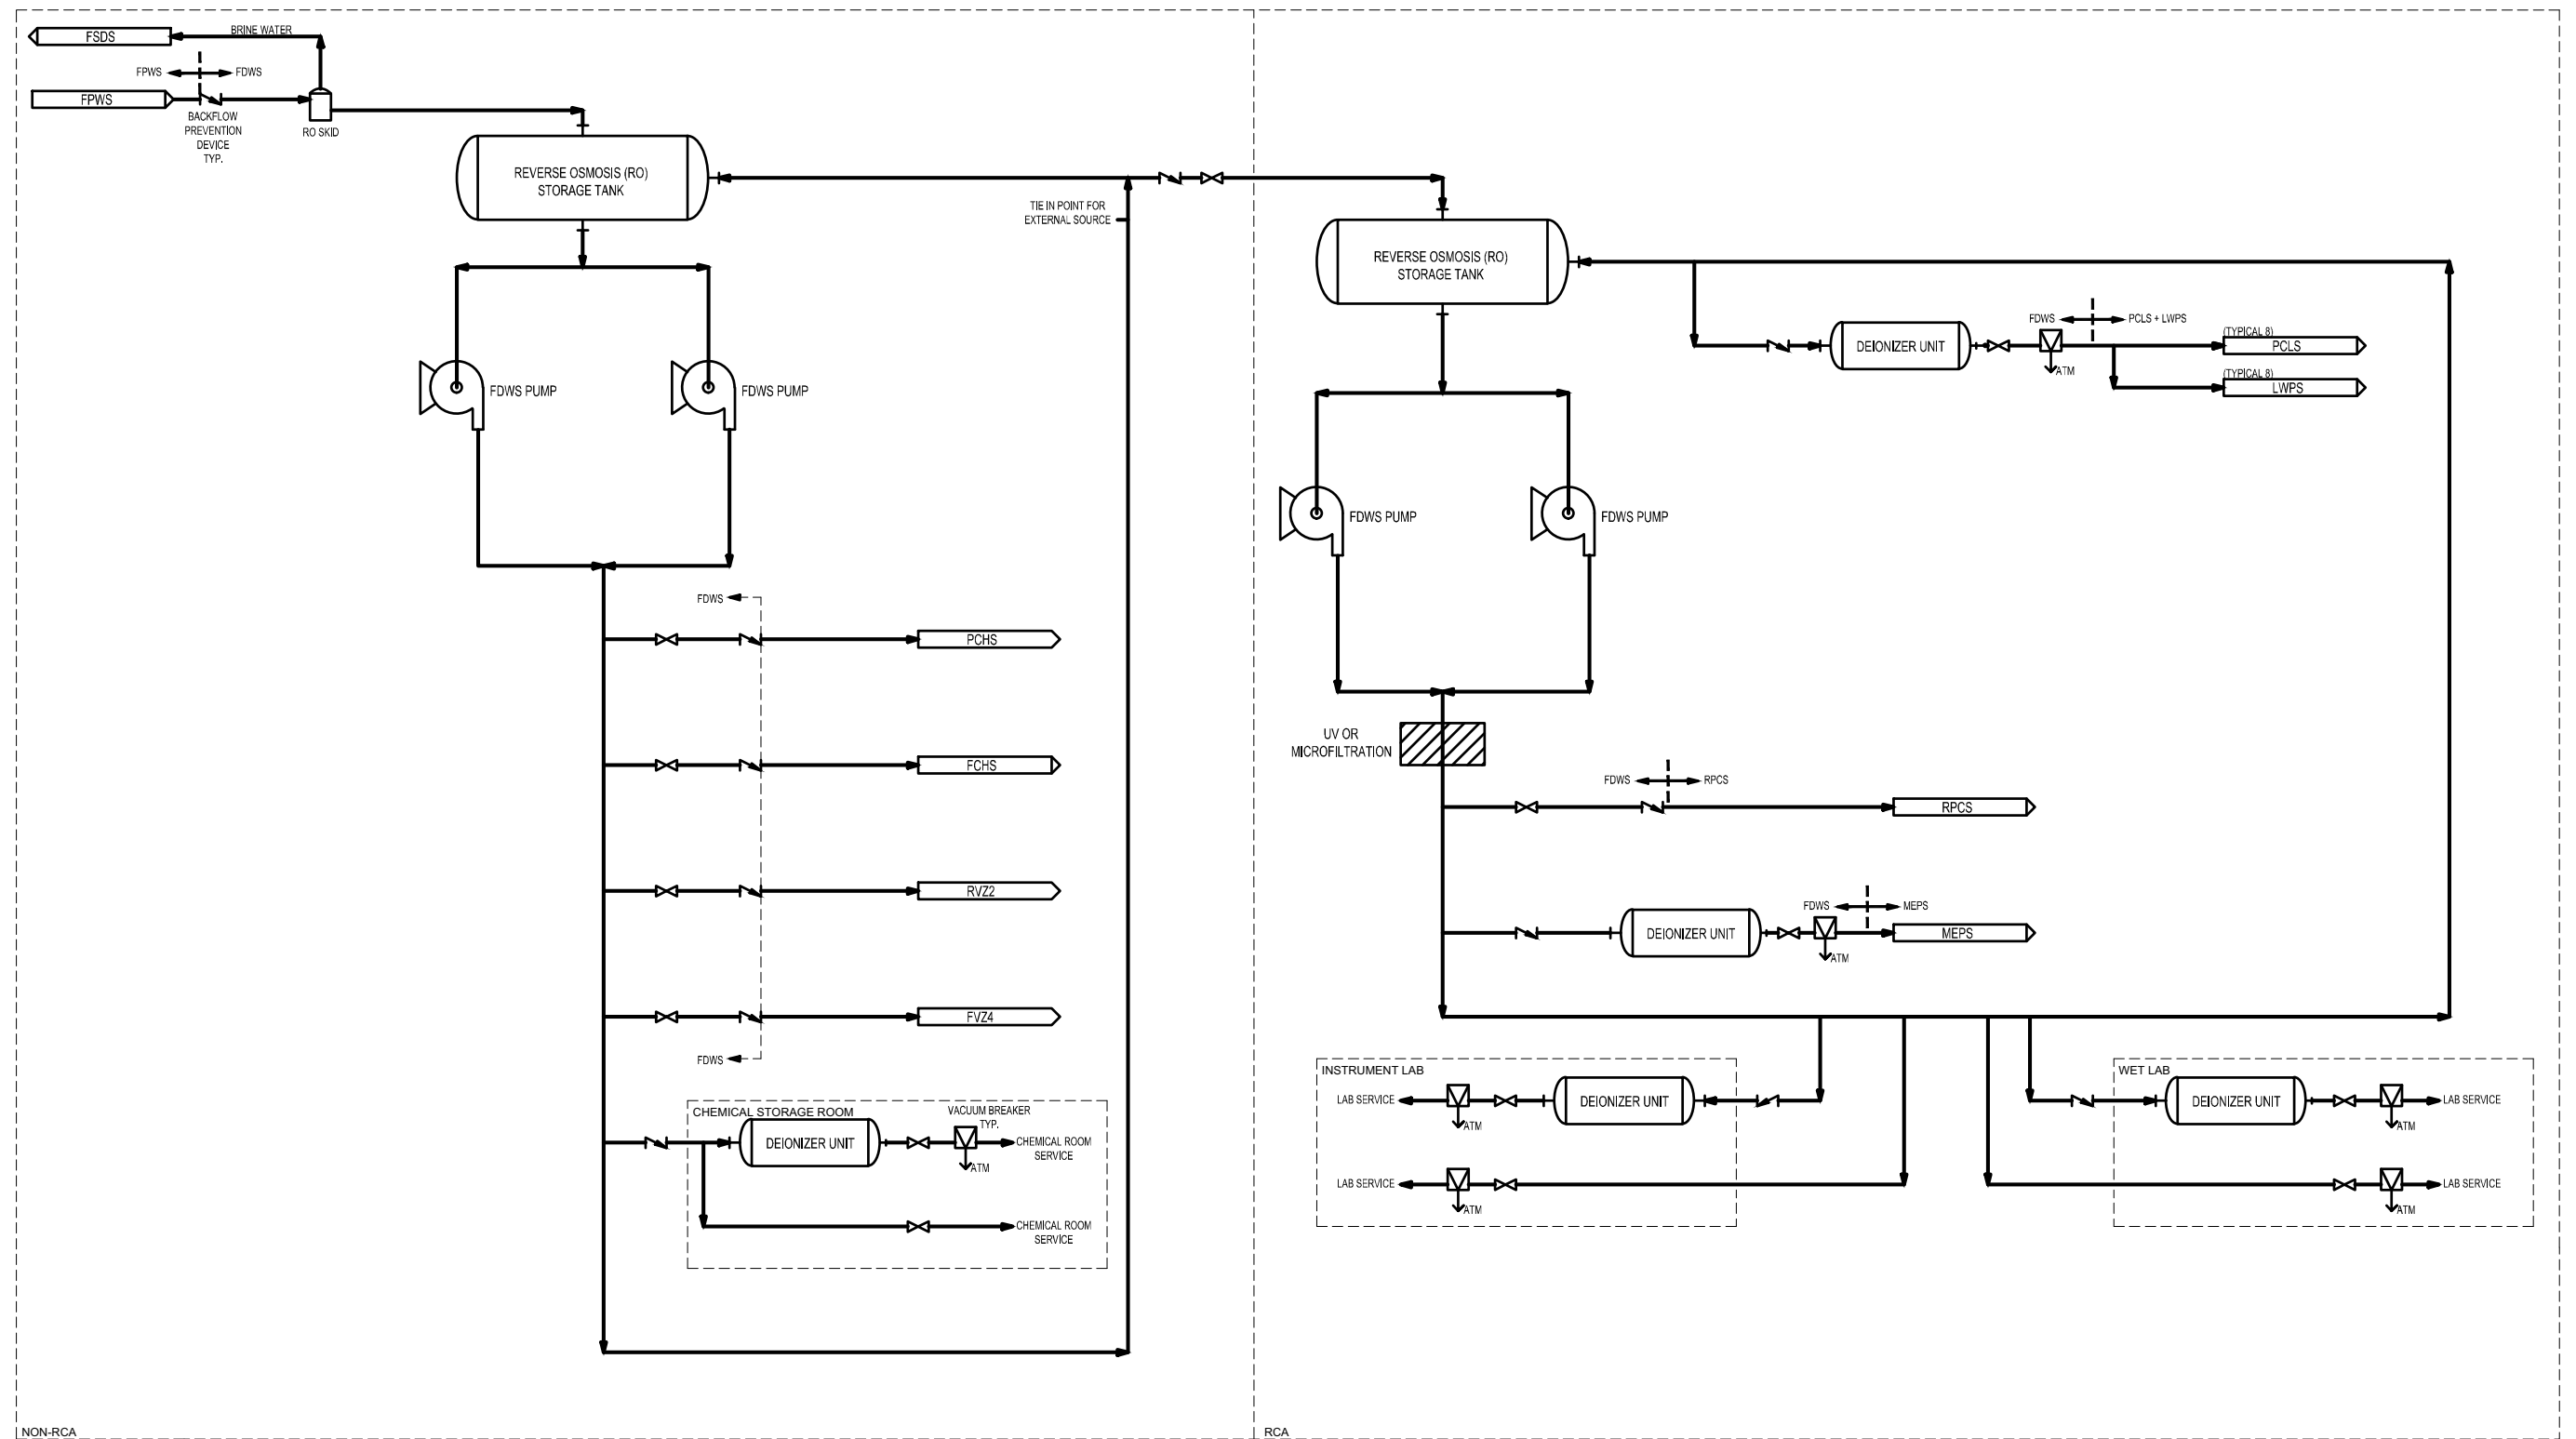 FSDS
BRINE WATER
FPWS
FDWS
FPWS
BACKFLOW
PREVENTION
DEVICE
TYP.
RO SKID
REVERSE OSMOSIS (RO)
STORAGE TANK
TIE IN POINT FOR
EXTERNAL SOURCE
FDWS PUMP
FDWS PUMP
FDWS
PCHS
FCHS
RVZ2
FVZ4
FDWS
CHEMICAL STORAGE ROOM
DEIONIZER UNIT
VACUUM BREAKER
TYP.
ATM
CHEMICAL ROOM
SERVICE
CHEMICAL ROOM
SERVICE
NON-RCA
REVERSE OSMOSIS (RO)
STORAGE TANK
DEIONIZER UNIT
FDWS
PCLS + LWPS
ATM
(TYPICAL 8)
PCLS
(TYPICAL 8)
LWPS
FDWS PUMP
FDWS PUMP
UV OR
MICROFILTRATION
FDWS
RPCS
RPCS
DEIONIZER UNIT
FDWS
MEPS
ATM
MEPS
INSTRUMENT LAB
LAB SERVICE
ATM
DEIONIZER UNIT
LAB SERVICE
ATM
WET LAB
DEIONIZER UNIT
ATM
LAB SERVICE
ATM
LAB SERVICE
RCA